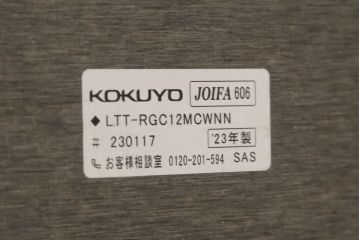 KOKUYO JOIFA 606
◆ LTT-RGC12MCWNN
# 230117 '23年製
お客様相談室 0120-201-594 SAS